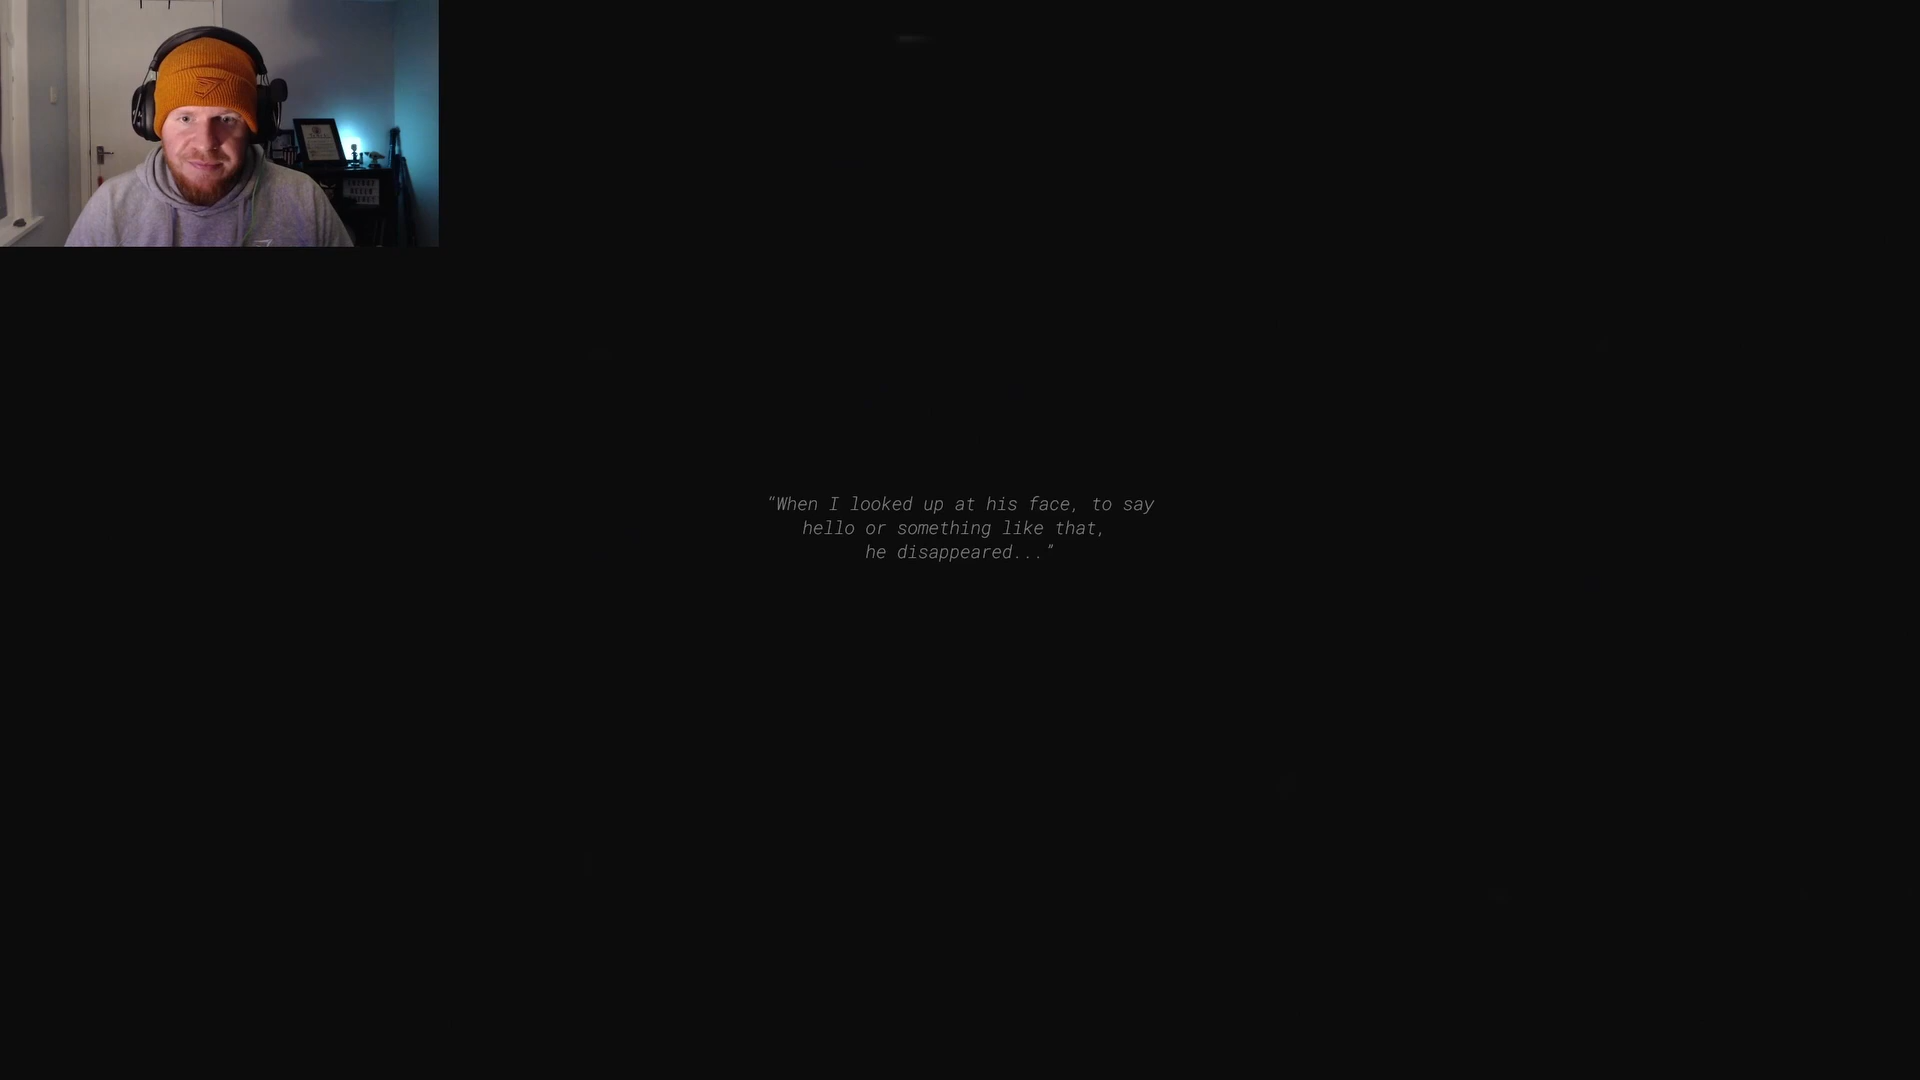 “When I looked up at his face, to say
hello or something like that,
he disappeared...”